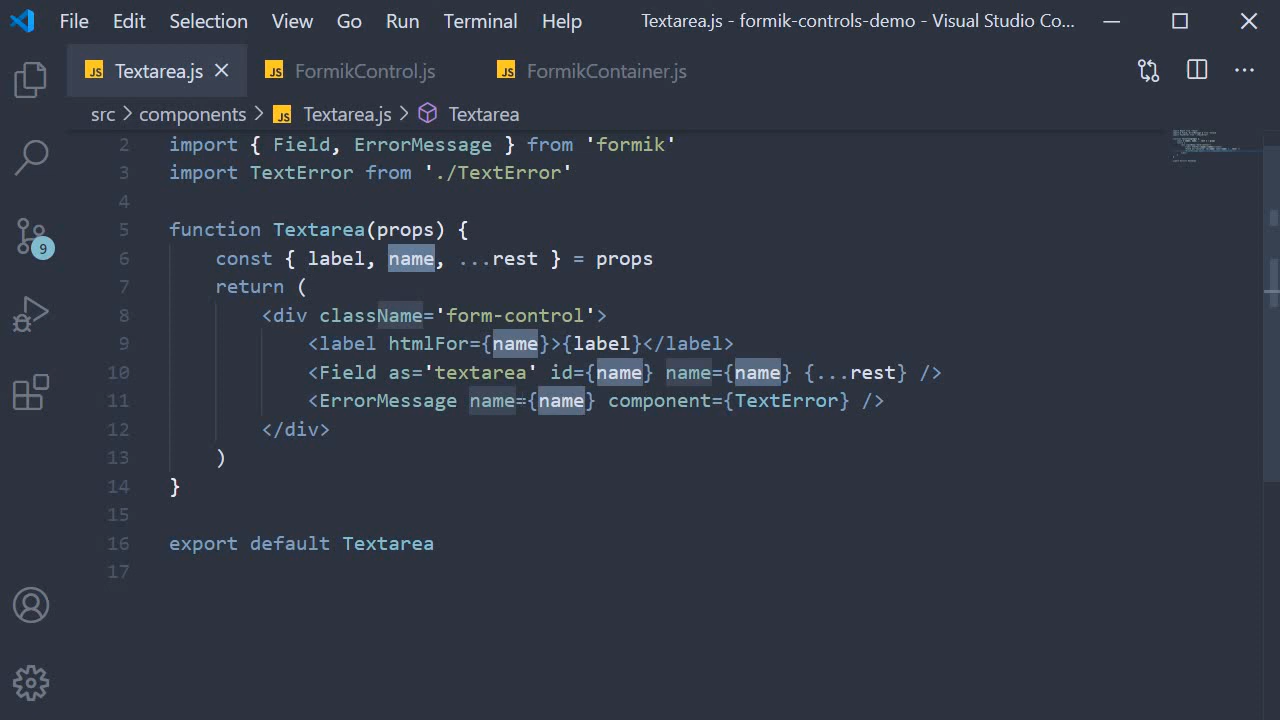 File Edit Selection View Go Run Terminal Help Textarea.js - formik-controls-demo - Visual Studio Co...
JS Textarea.js JS FormikControl.js JS FormikContainer.js
src > components > JS Textarea.js > Textarea
2 import { Field, ErrorMessage } from 'formik'
3 import TextError from './TextError'
4
5 function Textarea(props) {
6 const { label, name, ...rest } = props
7 return (
8 <div className='form-control'>
9 <label htmlFor={name}>{label}</label>
10 <Field as='textarea' id={name} name={name} {...rest} />
11 <ErrorMessage name={name} component={TextError} />
12 </div>
13 )
14 }
15
16 export default Textarea
17
9